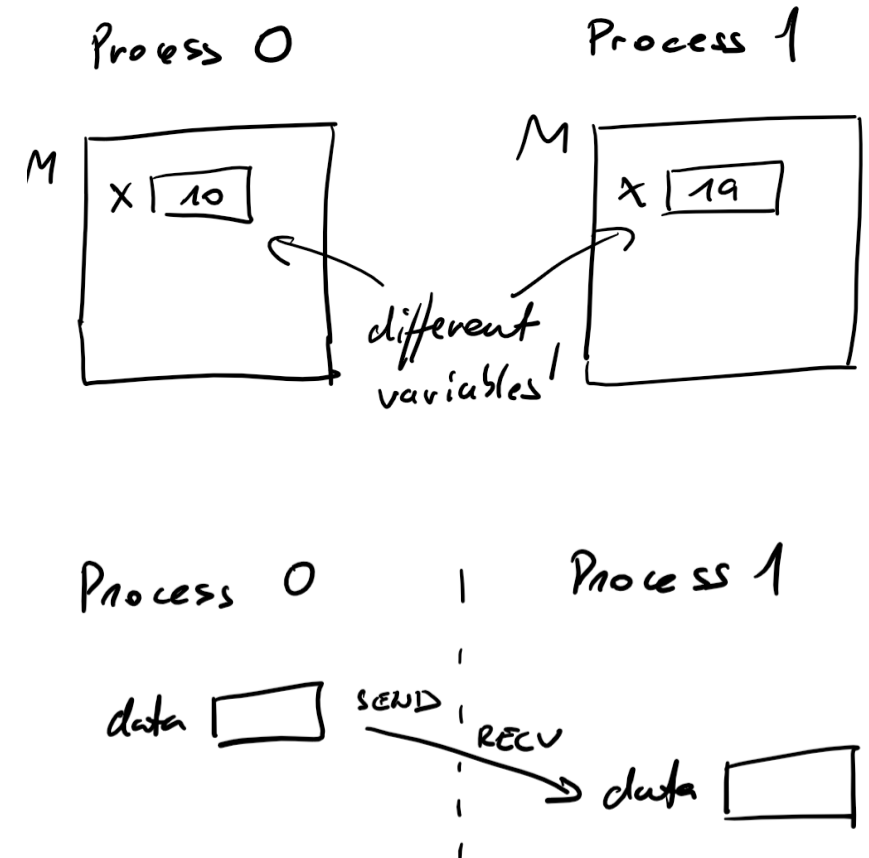 Process 0
Process 1
M
X 10
M
X 19
different
variables!
Process 0
Process 1
data
SEND
RECV
data